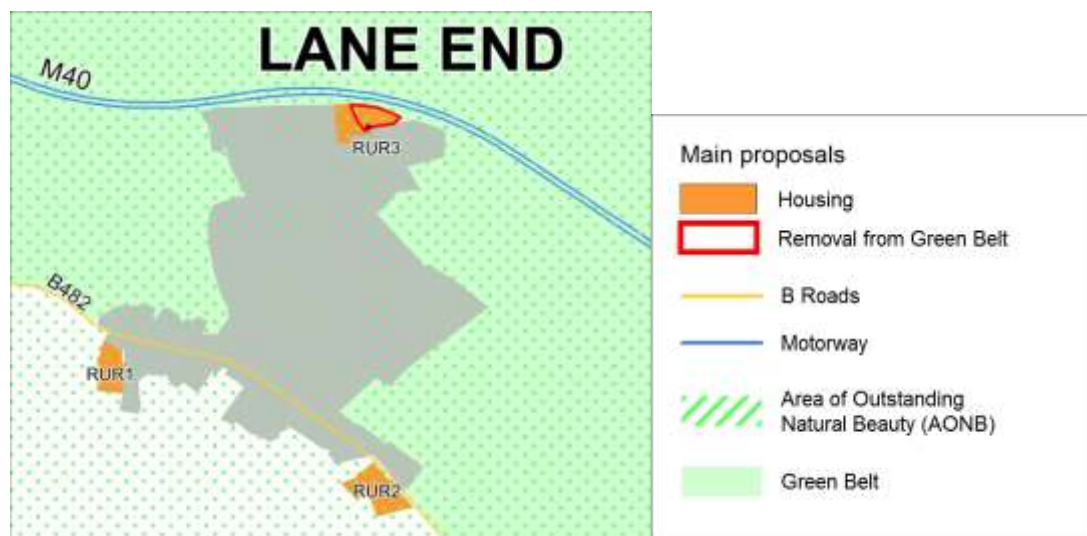 LANE END
M40
RUR3
B482
RUR1
RUR2
Main proposals
Housing
Removal from Green Belt
B Roads
Motorway
Area of Outstanding
Natural Beauty (AONB)
Green Belt